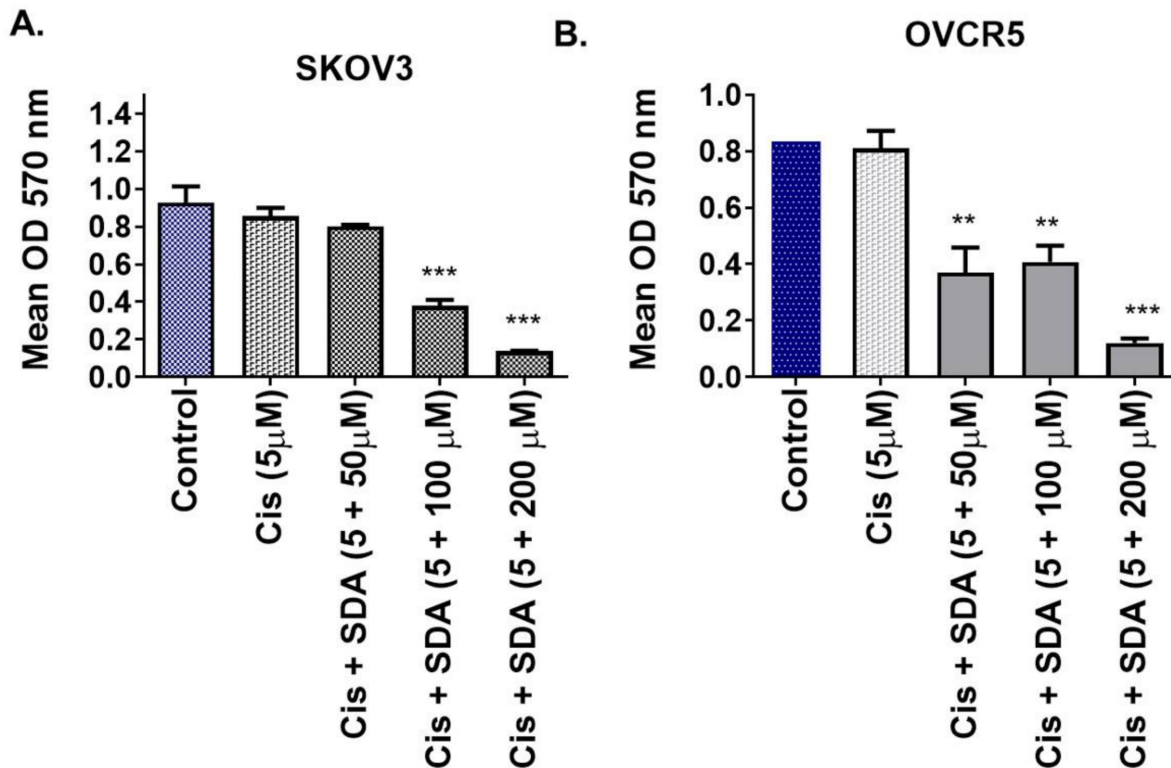 A.
SKOV3
Mean OD 570 nm
1.4
1.2
1.0
0.8
0.6
0.4
0.2
0.0
***
***
Control
Cis (5μM)
Cis + SDA (5 + 50μM)
Cis + SDA (5 + 100 μM)
Cis + SDA (5 + 200 μM)
B.
OVCR5
Mean OD 570 nm
1.0
0.8
0.6
0.4
0.2
0.0
**
**
***
Control
Cis (5μM)
Cis + SDA (5 + 50μM)
Cis + SDA (5 + 100 μM)
Cis + SDA (5 + 200 μM)